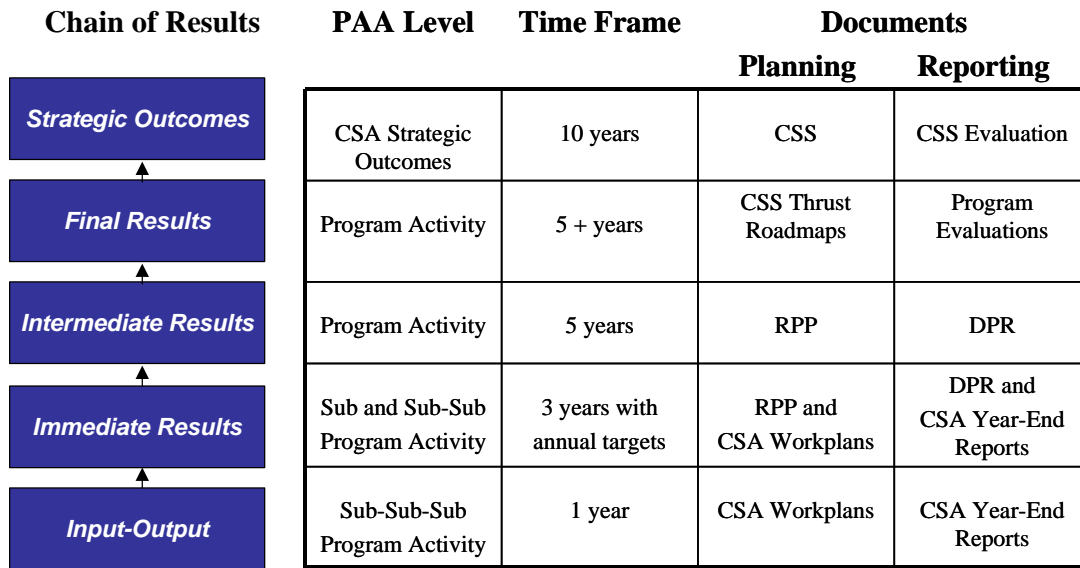 Chain of Results PAA Level Time Frame Documents
Planning Reporting
Strategic Outcomes
CSA Strategic
Outcomes
10 years
CSS
CSS Evaluation
Final Results
Program Activity
5 + years
CSS Thrust
Roadmaps
Program
Evaluations
Intermediate Results
Program Activity
5 years
RPP
DPR
Immediate Results
Sub and Sub-Sub
Program Activity
3 years with
annual targets
RPP and
CSA Workplans
DPR and
CSA Year-End
Reports
Input-Output
Sub-Sub-Sub
Program Activity
1 year
CSA Workplans
CSA Year-End
Reports